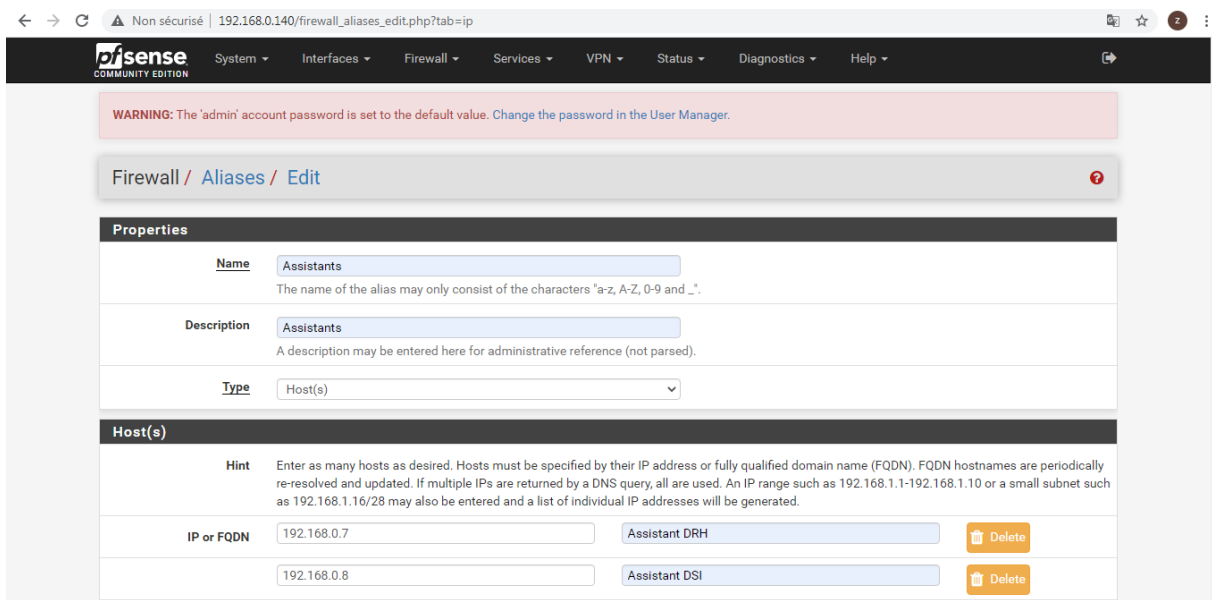 Non sécurisé | 192.168.0.140/firewall_aliases_edit.php?tab=ip
z
pfsense
COMMUNITY EDITION
System Interfaces Firewall Services VPN Status Diagnostics Help
WARNING: The 'admin' account password is set to the default value. Change the password in the User Manager.
Firewall / Aliases / Edit
Properties
Name Assistants
The name of the alias may only consist of the characters "a-z, A-Z, 0-9 and _".
Description Assistants
A description may be entered here for administrative reference (not parsed).
Type Host(s)
Host(s)
Hint Enter as many hosts as desired. Hosts must be specified by their IP address or fully qualified domain name (FQDN). FQDN hostnames are periodically
re-resolved and updated. If multiple IPs are returned by a DNS query, all are used. An IP range such as 192.168.1.1-192.168.1.10 or a small subnet such
as 192.168.1.16/28 may also be entered and a list of individual IP addresses will be generated.
IP or FQDN 192.168.0.7 Assistant DRH Delete
192.168.0.8 Assistant DSI Delete